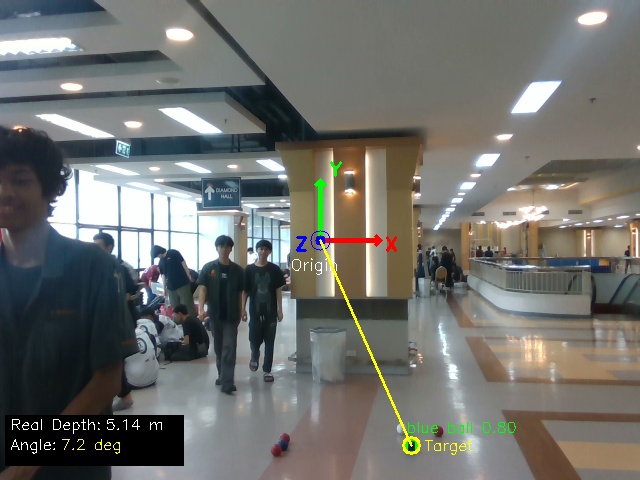 DIAMOND
HALL
Y
Z
X
Origin
blue ball 0.80
Target
Real Depth: 5.14 m
Angle: 7.2 deg